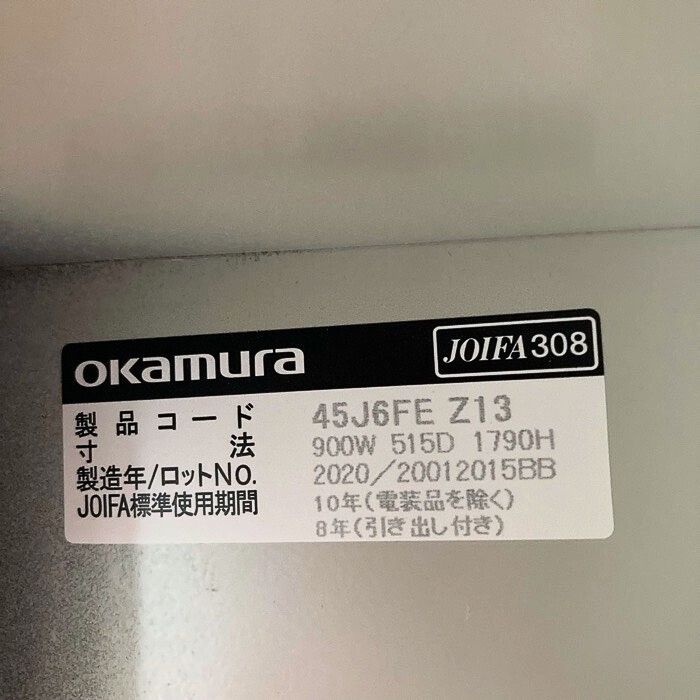 okamura JOIFA308
製品コード 45J6FE Z13
寸法 900W 515D 1790H
製造年/ロットNO. 2020/20012015BB
JOIFA標準使用期間 10年(電装品を除く)
8年(引き出し付き)